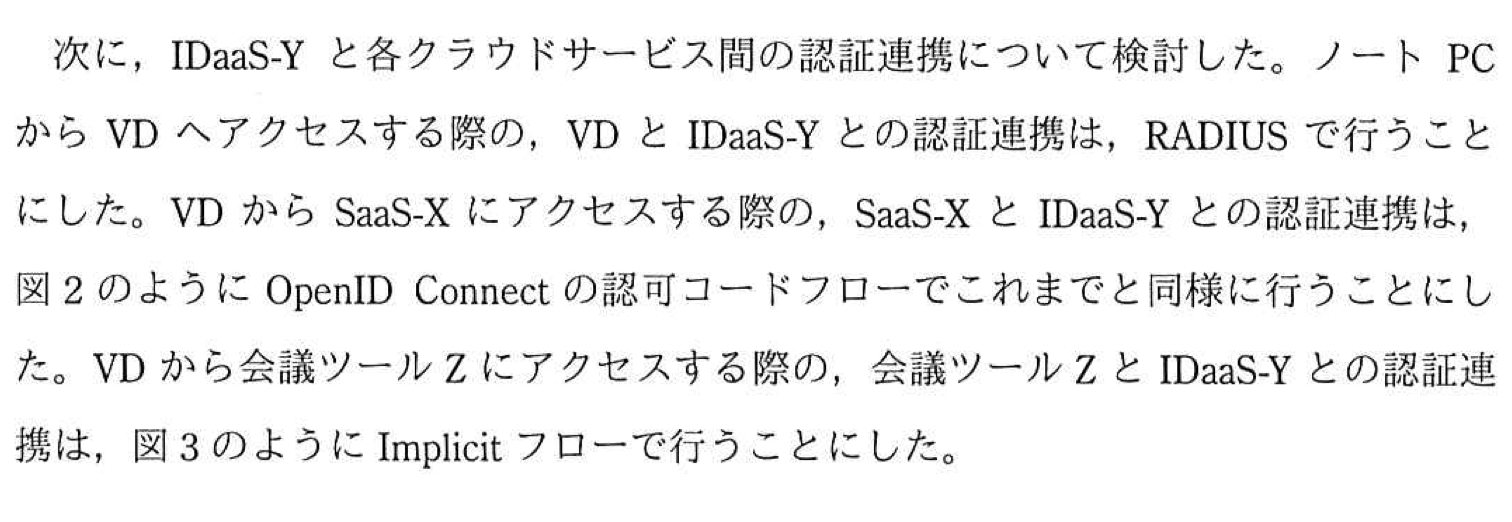 次に，IDaaS-Y と各クラウドサービス間の認証連携について検討した。ノート PC
から VD へアクセスする際の，VD と IDaaS-Y との認証連携は，RADIUS で行うこと
にした。VD から SaaS-X にアクセスする際の，SaaS-X と IDaaS-Y との認証連携は，
図 2 のように OpenID Connect の認可コードフローでこれまでと同様に行うことにし
た。VD から会議ツール Z にアクセスする際の，会議ツール Z と IDaaS-Y との認証連
携は，図 3 のように Implicit フローで行うことにした。